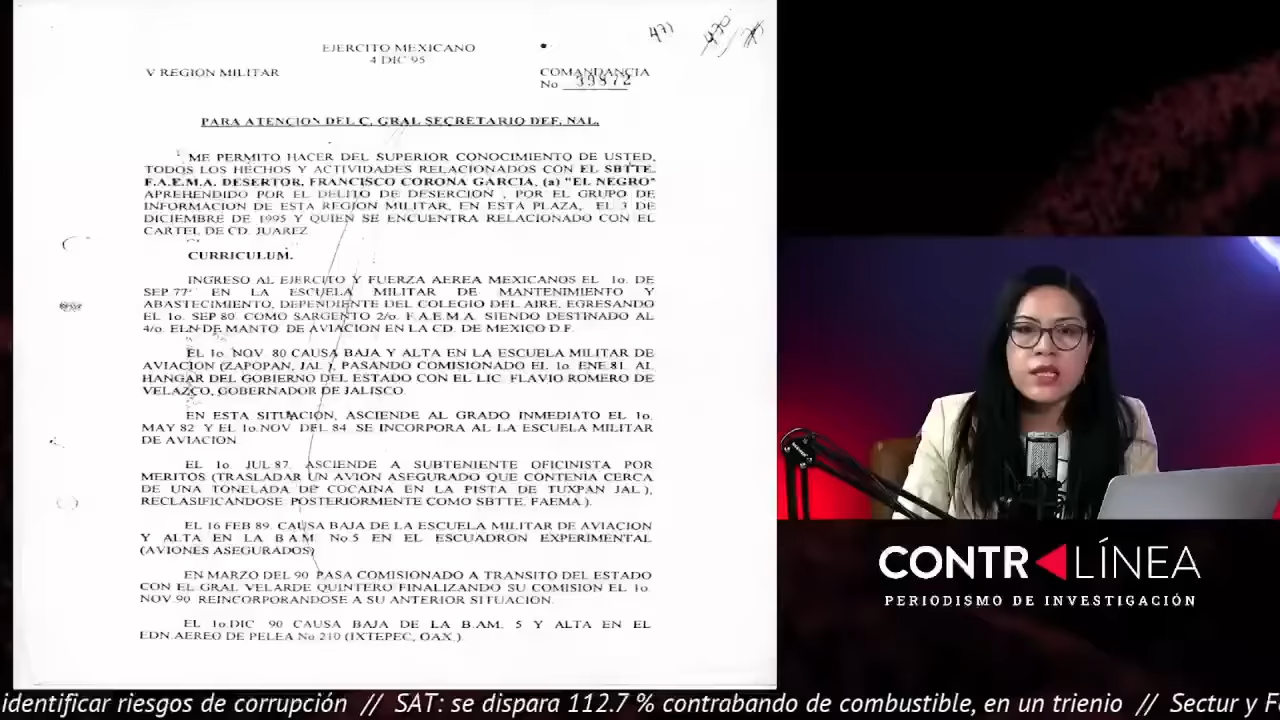 471
470
EJERCITO MEXICANO
4 DIC 95
V REGION MILITAR
COMANDANCIA
No 39872
PARA ATENCION DEL C. GRAL SECRETARIO DEF. NAL.
ME PERMITO HACER DEL SUPERIOR CONOCIMIENTO DE USTED,
TODOS LOS HECHOS Y ACTIVIDADES RELACIONADOS CON EL SBTTE.
F.A.E.M.A. DESERTOR, FRANCISCO CORONA GARCIA, (a) "EL NEGRO"
APREHENDIDO POR EL DELITO DE DESERCION , POR EL GRUPO DE
INFORMACION DE ESTA REGION MILITAR, EN ESTA PLAZA, EL 3 DE
DICIEMBRE DE 1995 Y QUIEN SE ENCUENTRA RELACIONADO CON EL
CARTEL DE CD. JUAREZ
CURRICULUM.
INGRESO AL EJERCITO Y FUERZA AEREA MEXICANOS EL 1o. DE
SEP 77 EN LA ESCUELA MILITAR DE MANTENIMIENTO Y
ABASTECIMIENTO, DEPENDIENTE DEL COLEGIO DEL AIRE, EGRESANDO
EL 1o. SEP 80 COMO SARGENTO 2/o. F.A.E.M.A. SIENDO DESTINADO AL
4/o. ELN DE MANTO DE AVIACION EN LA CD. DE MEXICO D.F.
EL 1o NOV 80 CAUSA BAJA Y ALTA EN LA ESCUELA MILITAR DE
AVIACION (ZAPOPAN, JAL.), PASANDO COMISIONADO EL 1o. ENE 81. AL
HANGAR DEL GOBIERNO DEL ESTADO CON EL LIC FLAVIO ROMERO DE
VELAZCO, GOBERNADOR DE JALISCO.
EN ESTA SITUACION, ASCIENDE AL GRADO INMEDIATO EL 1o.
MAY 82 Y EL 1o.NOV DEL 84 SE INCORPORA AL LA ESCUELA MILITAR
DE AVIACION
EL 1o JUL 87. ASCIENDE A SUBTENIENTE OFICINISTA POR
MERITOS (TRASLADAR UN AVION ASEGURADO QUE CONTENIA CERCA
DE UNA TONELADA DE COCAINA EN LA PISTA DE TUXPAN JAL.),
RECLASIFICANDOSE POSTERIORMENTE COMO SBTTE. FAEMA ).
EL 16 FEB 89. CAUSA BAJA DE LA ESCUELA MILITAR DE AVIACION
Y ALTA EN LA B.A.M. No.5 EN EL ESCUADRON EXPERIMENTAL
(AVIONES ASEGURADOS)
EN MARZO DEL 90 PASA COMISIONADO A TRANSITO DEL ESTADO
CON EL GRAL VELARDE QUINTERO FINALIZANDO SU COMISION EL 1o.
NOV 90 REINCORPORANDOSE A SU ANTERIOR SITUACION.
EL 1o.DIC 90 CAUSA BAJA DE LA B.AM. 5 Y ALTA EN EL
EDN.AEREO DE PELEA No.210 (IXTEPEC, OAX.).
CONTR LÍNEA
PERIODISMO DE INVESTIGACIÓN
identificar riesgos de corrupción // SAT: se dispara 112.7 % contrabando de combustible, en un trienio // Sectur y F